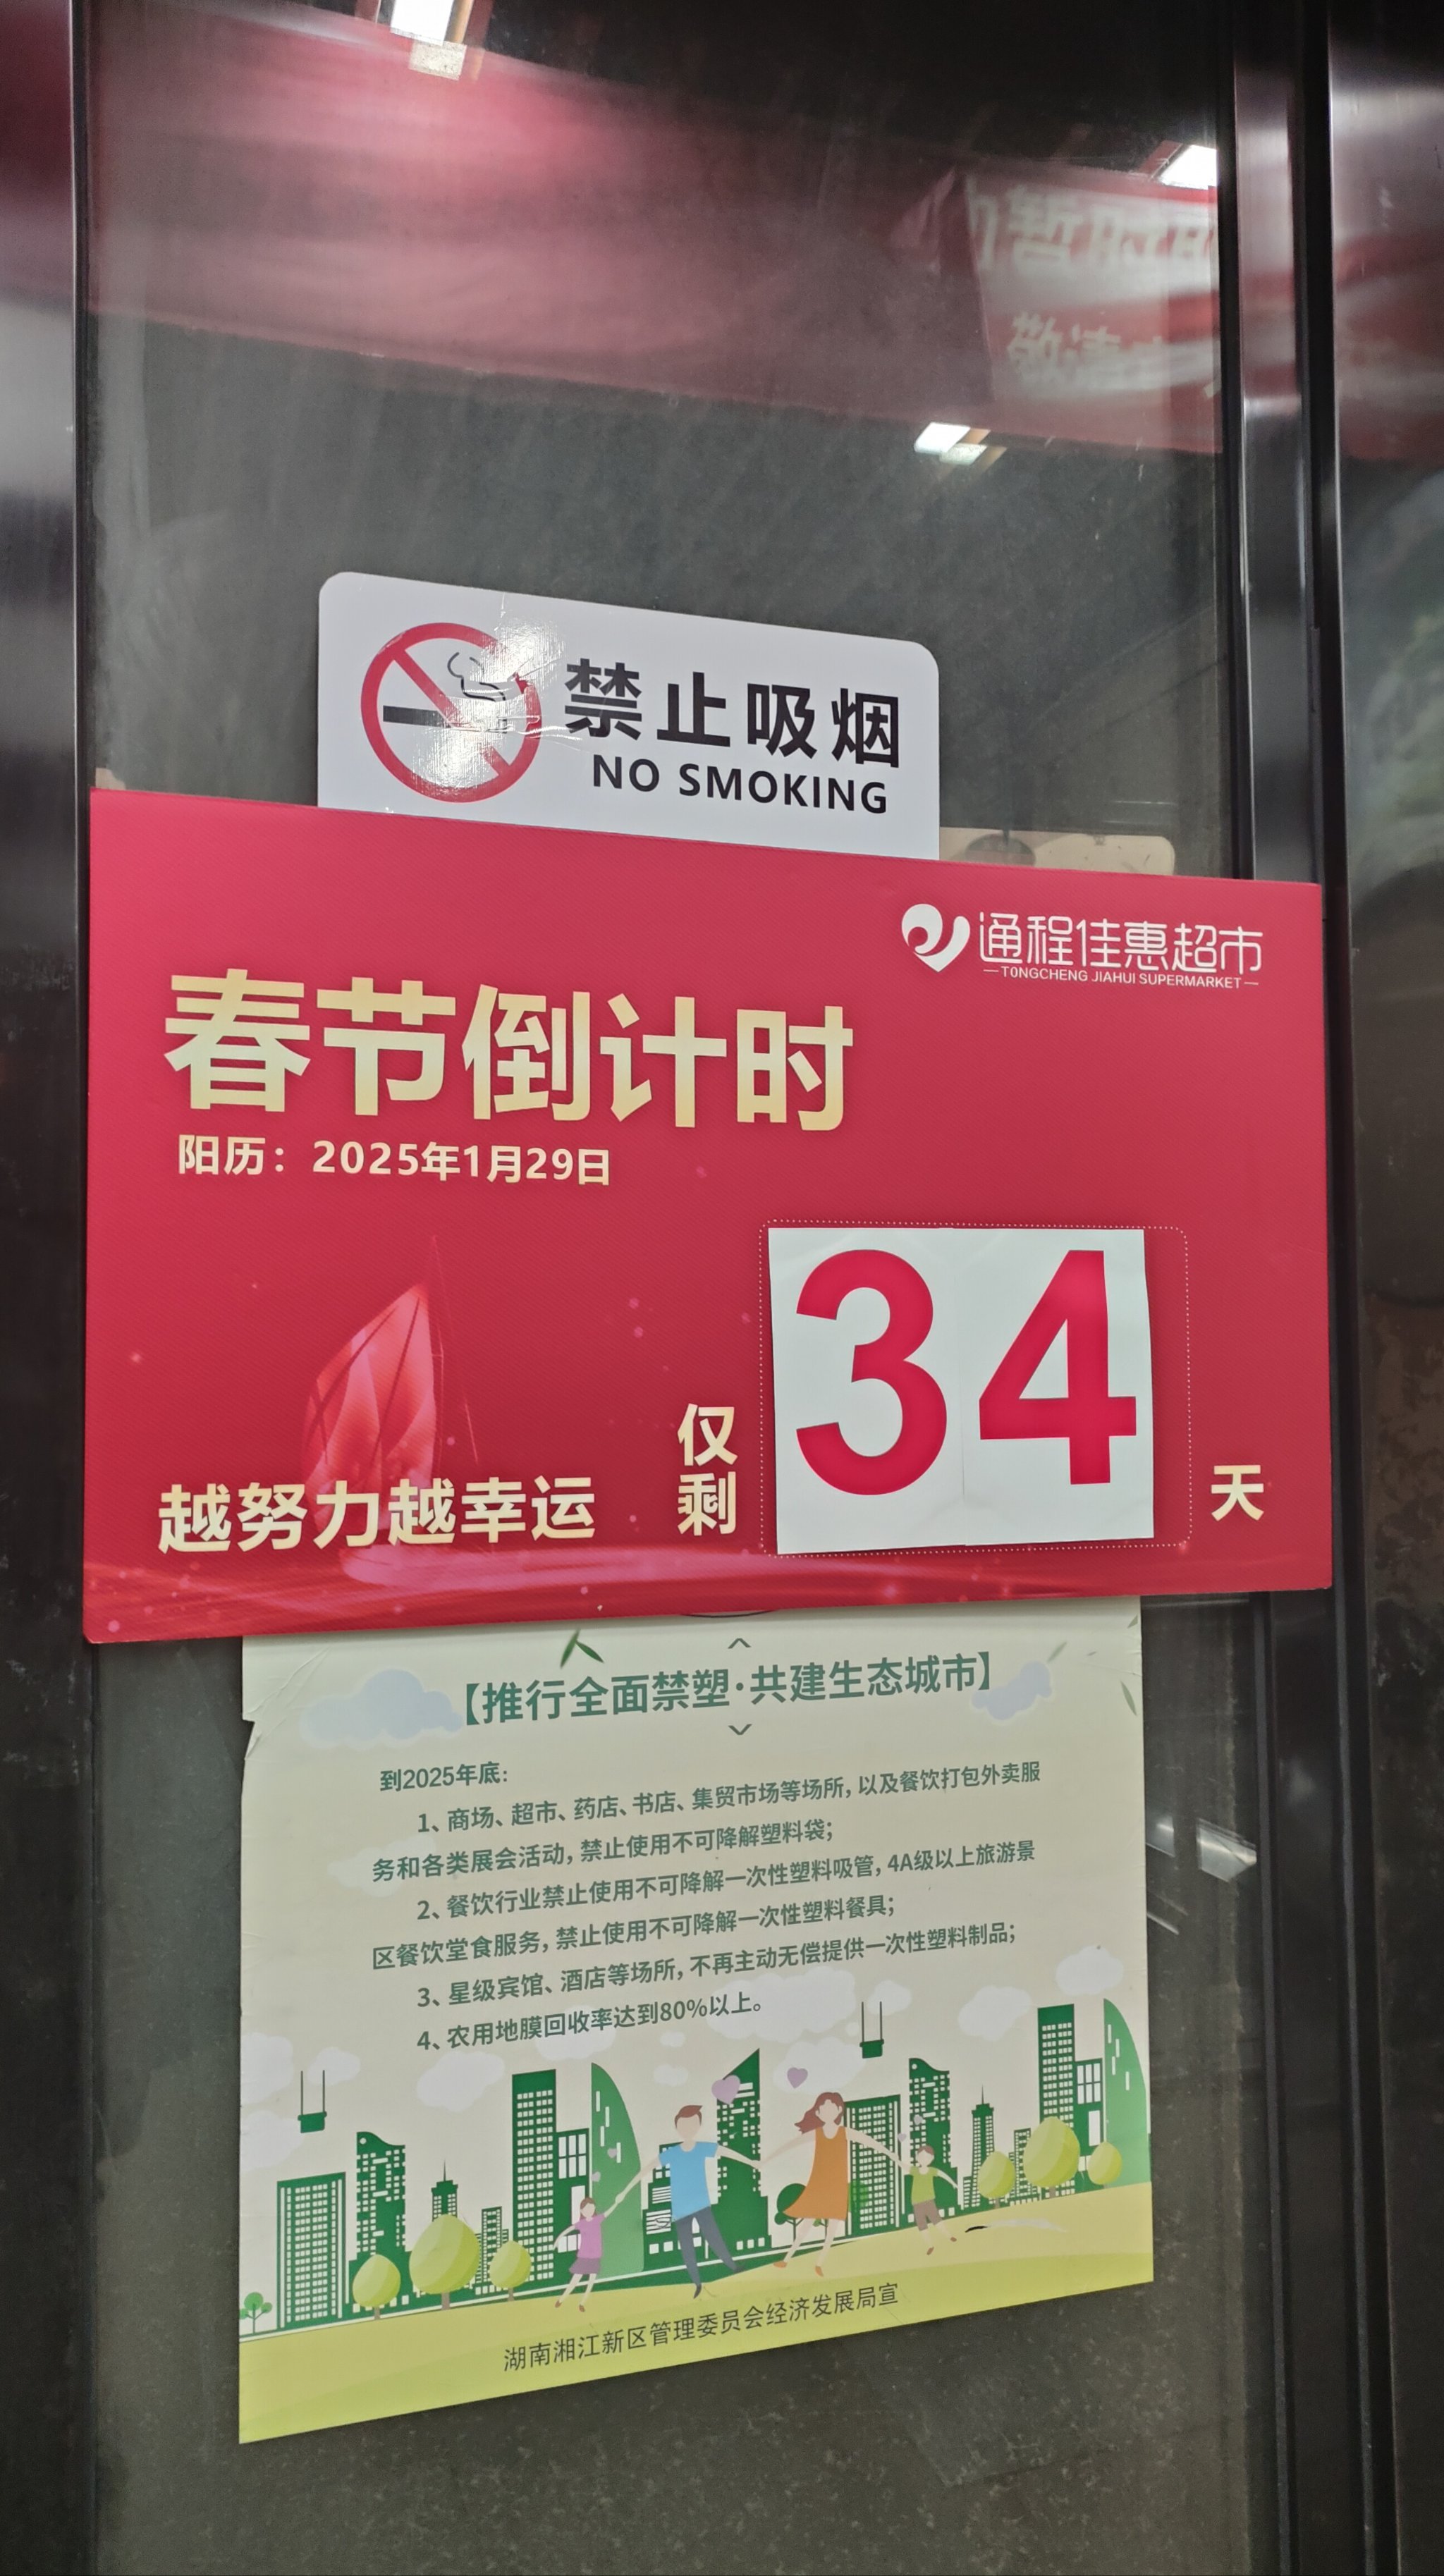 暂时
敬请
禁止吸烟
NO SMOKING
通程佳惠超市
TONGCHENG JIAHUI SUPERMARKET
春节倒计时
阳历：2025年1月29日
越努力越幸运
仅剩
34
天
【推行全面禁塑·共建生态城市】
到2025年底：
1、商场、超市、药店、书店、集贸市场等场所，以及餐饮打包外卖服
务和各类展会活动，禁止使用不可降解塑料袋；
2、餐饮行业禁止使用不可降解一次性塑料吸管，4A级以上旅游景
区餐饮堂食服务，禁止使用不可降解一次性塑料餐具；
3、星级宾馆、酒店等场所，不再主动无偿提供一次性塑料制品；
4、农用地膜回收率达到80%以上。
湖南湘江新区管理委员会经济发展局宣